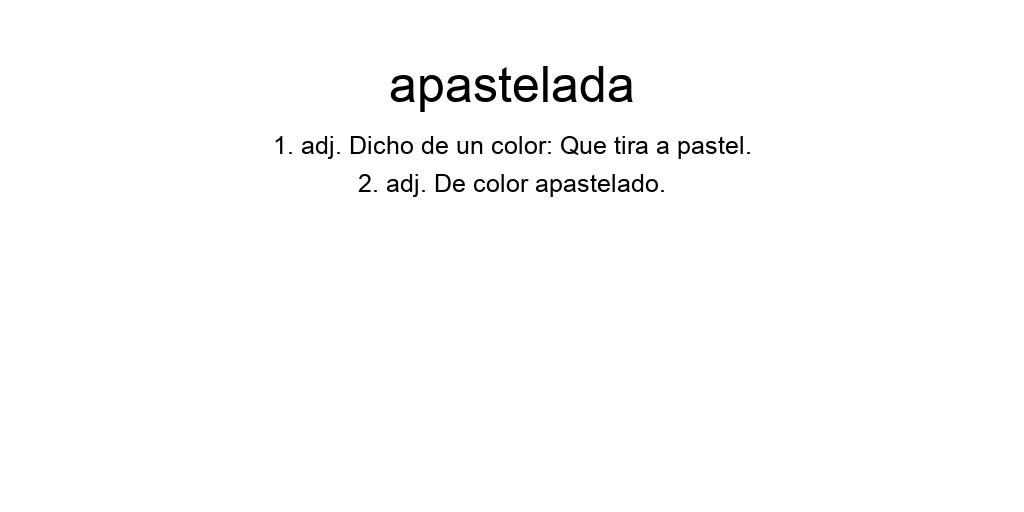 apastelada
1. adj. Dicho de un color: Que tira a pastel.
2. adj. De color apastelado.